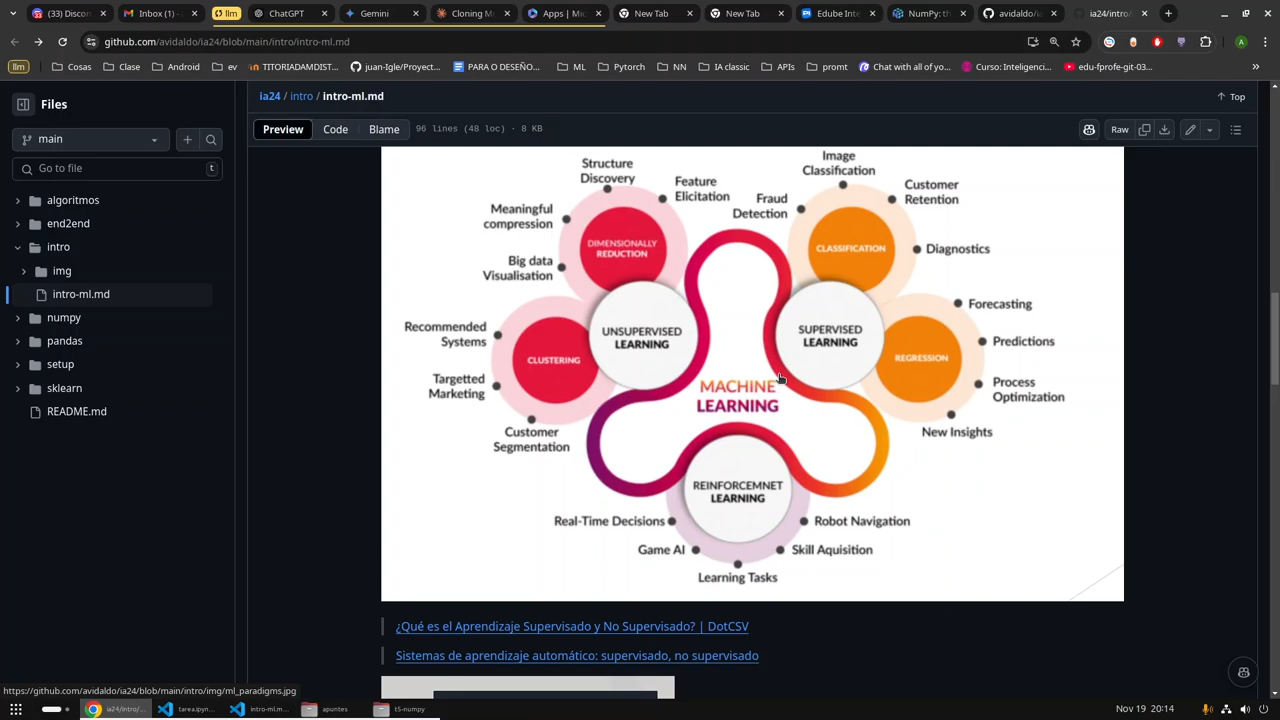 (33) Discor
Inbox (1) -
llm
ChatGPT
Gemini
Cloning M
Apps | Mic
New Tab
New Tab
Edube Inte
NumPy: th
avidaldo/ia
ia24/intro/
github.com/avidaldo/ia24/blob/main/intro/intro-ml.md
llm
Cosas
Clase
Android
ev
TITORIADAMDIST...
juan-lgle/Proyect...
PARA O DESEÑO...
ML
Pytorch
NN
IA classic
APIs
promt
Chat with all of yo...
Curso: Inteligenci...
edu-fprofe-git-03...
Files
ia24 / intro / intro-ml.md
Top
main
Preview
Code
Blame
96 lines (48 loc) · 8 KB
Raw
Go to file
t
algoritmos
end2end
intro
img
intro-ml.md
numpy
pandas
setup
sklearn
README.md
Structure
Discovery
Feature
Elicitation
Meaningful
compression
DIMENSIONALLY
REDUCTION
Big data
Visualisation
Image
Classification
Fraud
Detection
Customer
Retention
CLASSIFICATION
Diagnostics
Recommended
Systems
UNSUPERVISED
LEARNING
CLUSTERING
Targetted
Marketing
Customer
Segmentation
SUPERVISED
LEARNING
Forecasting
REGRESSION
Predictions
Process
Optimization
New Insights
MACHINE
LEARNING
REINFORCEMNET
LEARNING
Real-Time Decisions
Robot Navigation
Game AI
Skill Aquisition
Learning Tasks
¿Qué es el Aprendizaje Supervisado y No Supervisado? | DotCSV
Sistemas de aprendizaje automático: supervisado, no supervisado
https://github.com/avidaldo/ia24/blob/main/intro/img/ml_paradigms.jpg
ia24/intro/...
tarea.ipyn...
intro-ml.m...
apuntes
t5-numpy
Nov 19 20:14